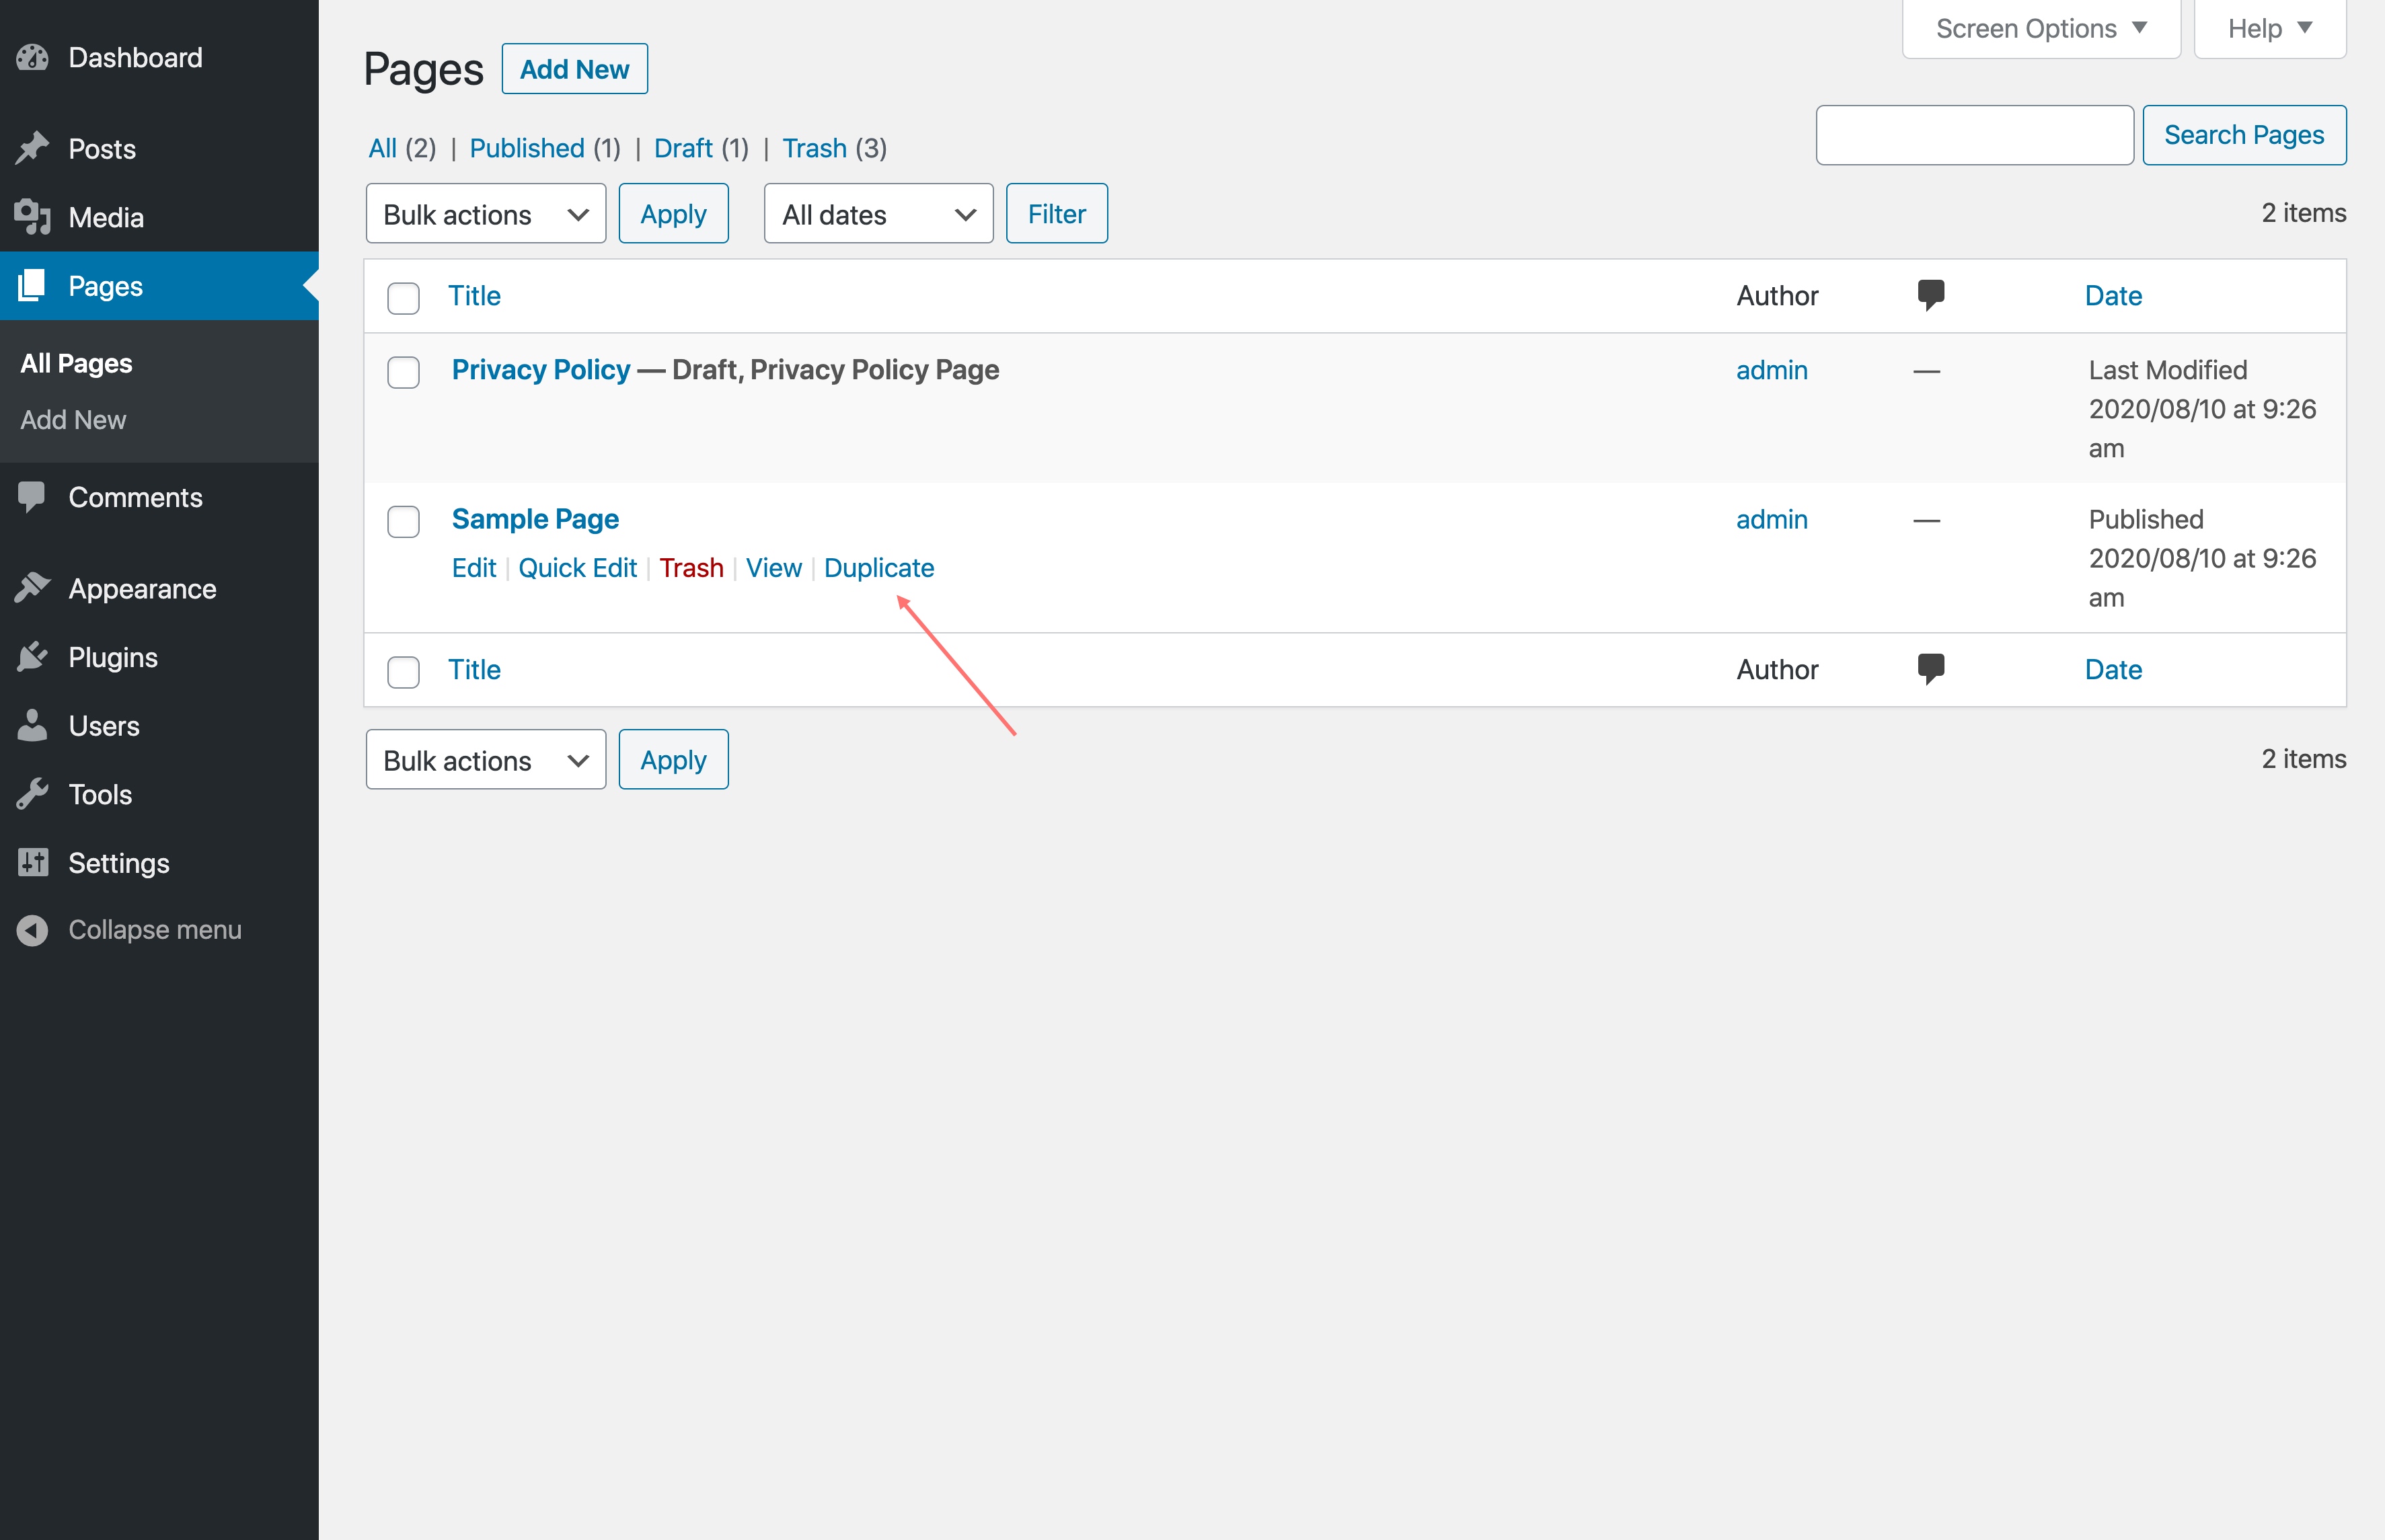 Dashboard
Posts
Media
Pages
All Pages
Add New
Comments
Appearance
Plugins
Users
Tools
Settings
Collapse menu
Screen Options
Help
Pages Add New
All (2) | Published (1) | Draft (1) | Trash (3)
Search Pages
Bulk actions Apply All dates Filter
2 items
Title Author Date
Privacy Policy — Draft, Privacy Policy Page admin — Last Modified
2020/08/10 at 9:26
am
Sample Page admin — Published
2020/08/10 at 9:26
am
Edit | Quick Edit | Trash | View | Duplicate
Title Author Date
Bulk actions Apply
2 items